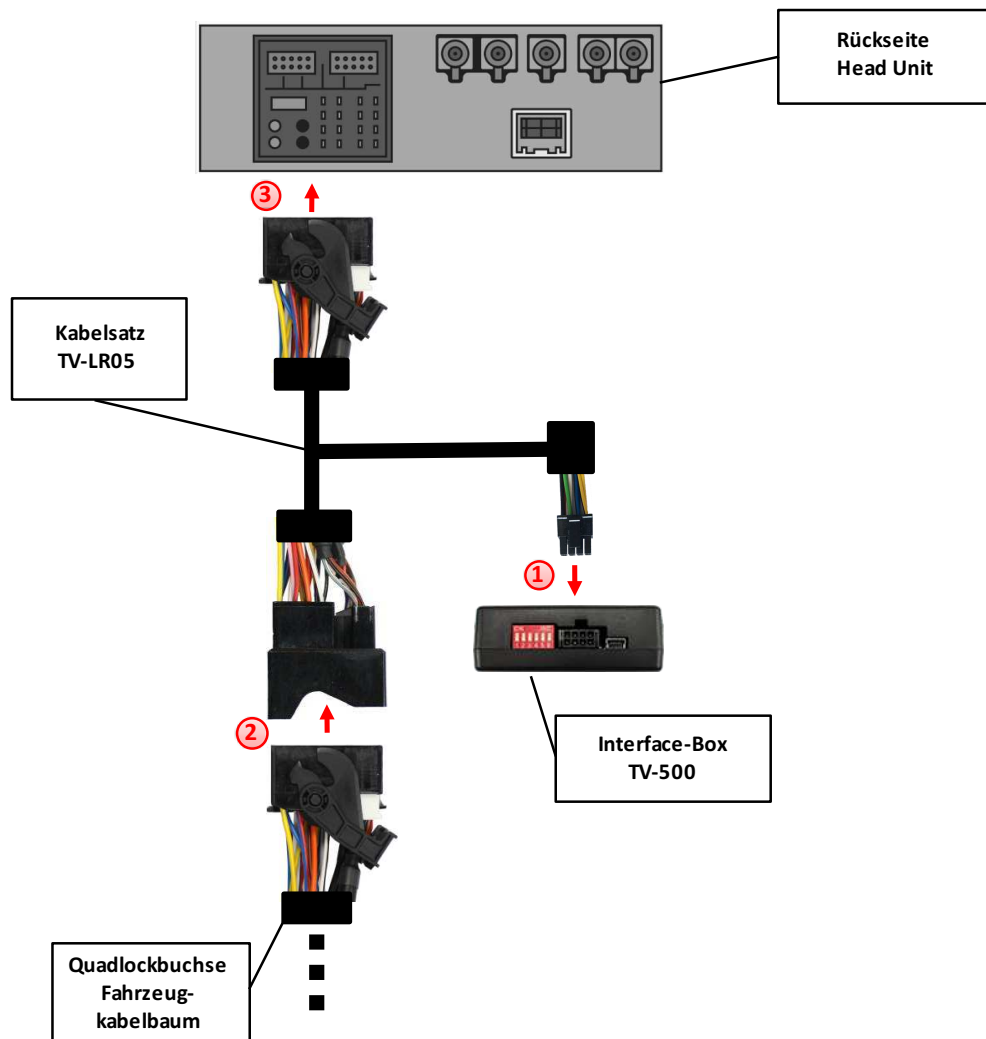 Rückseite
Head Unit
3
Kabelsatz
TV-LR05
1
2
Interface-Box
TV-500
Quadlockbuchse
Fahrzeug-
kabelbaum